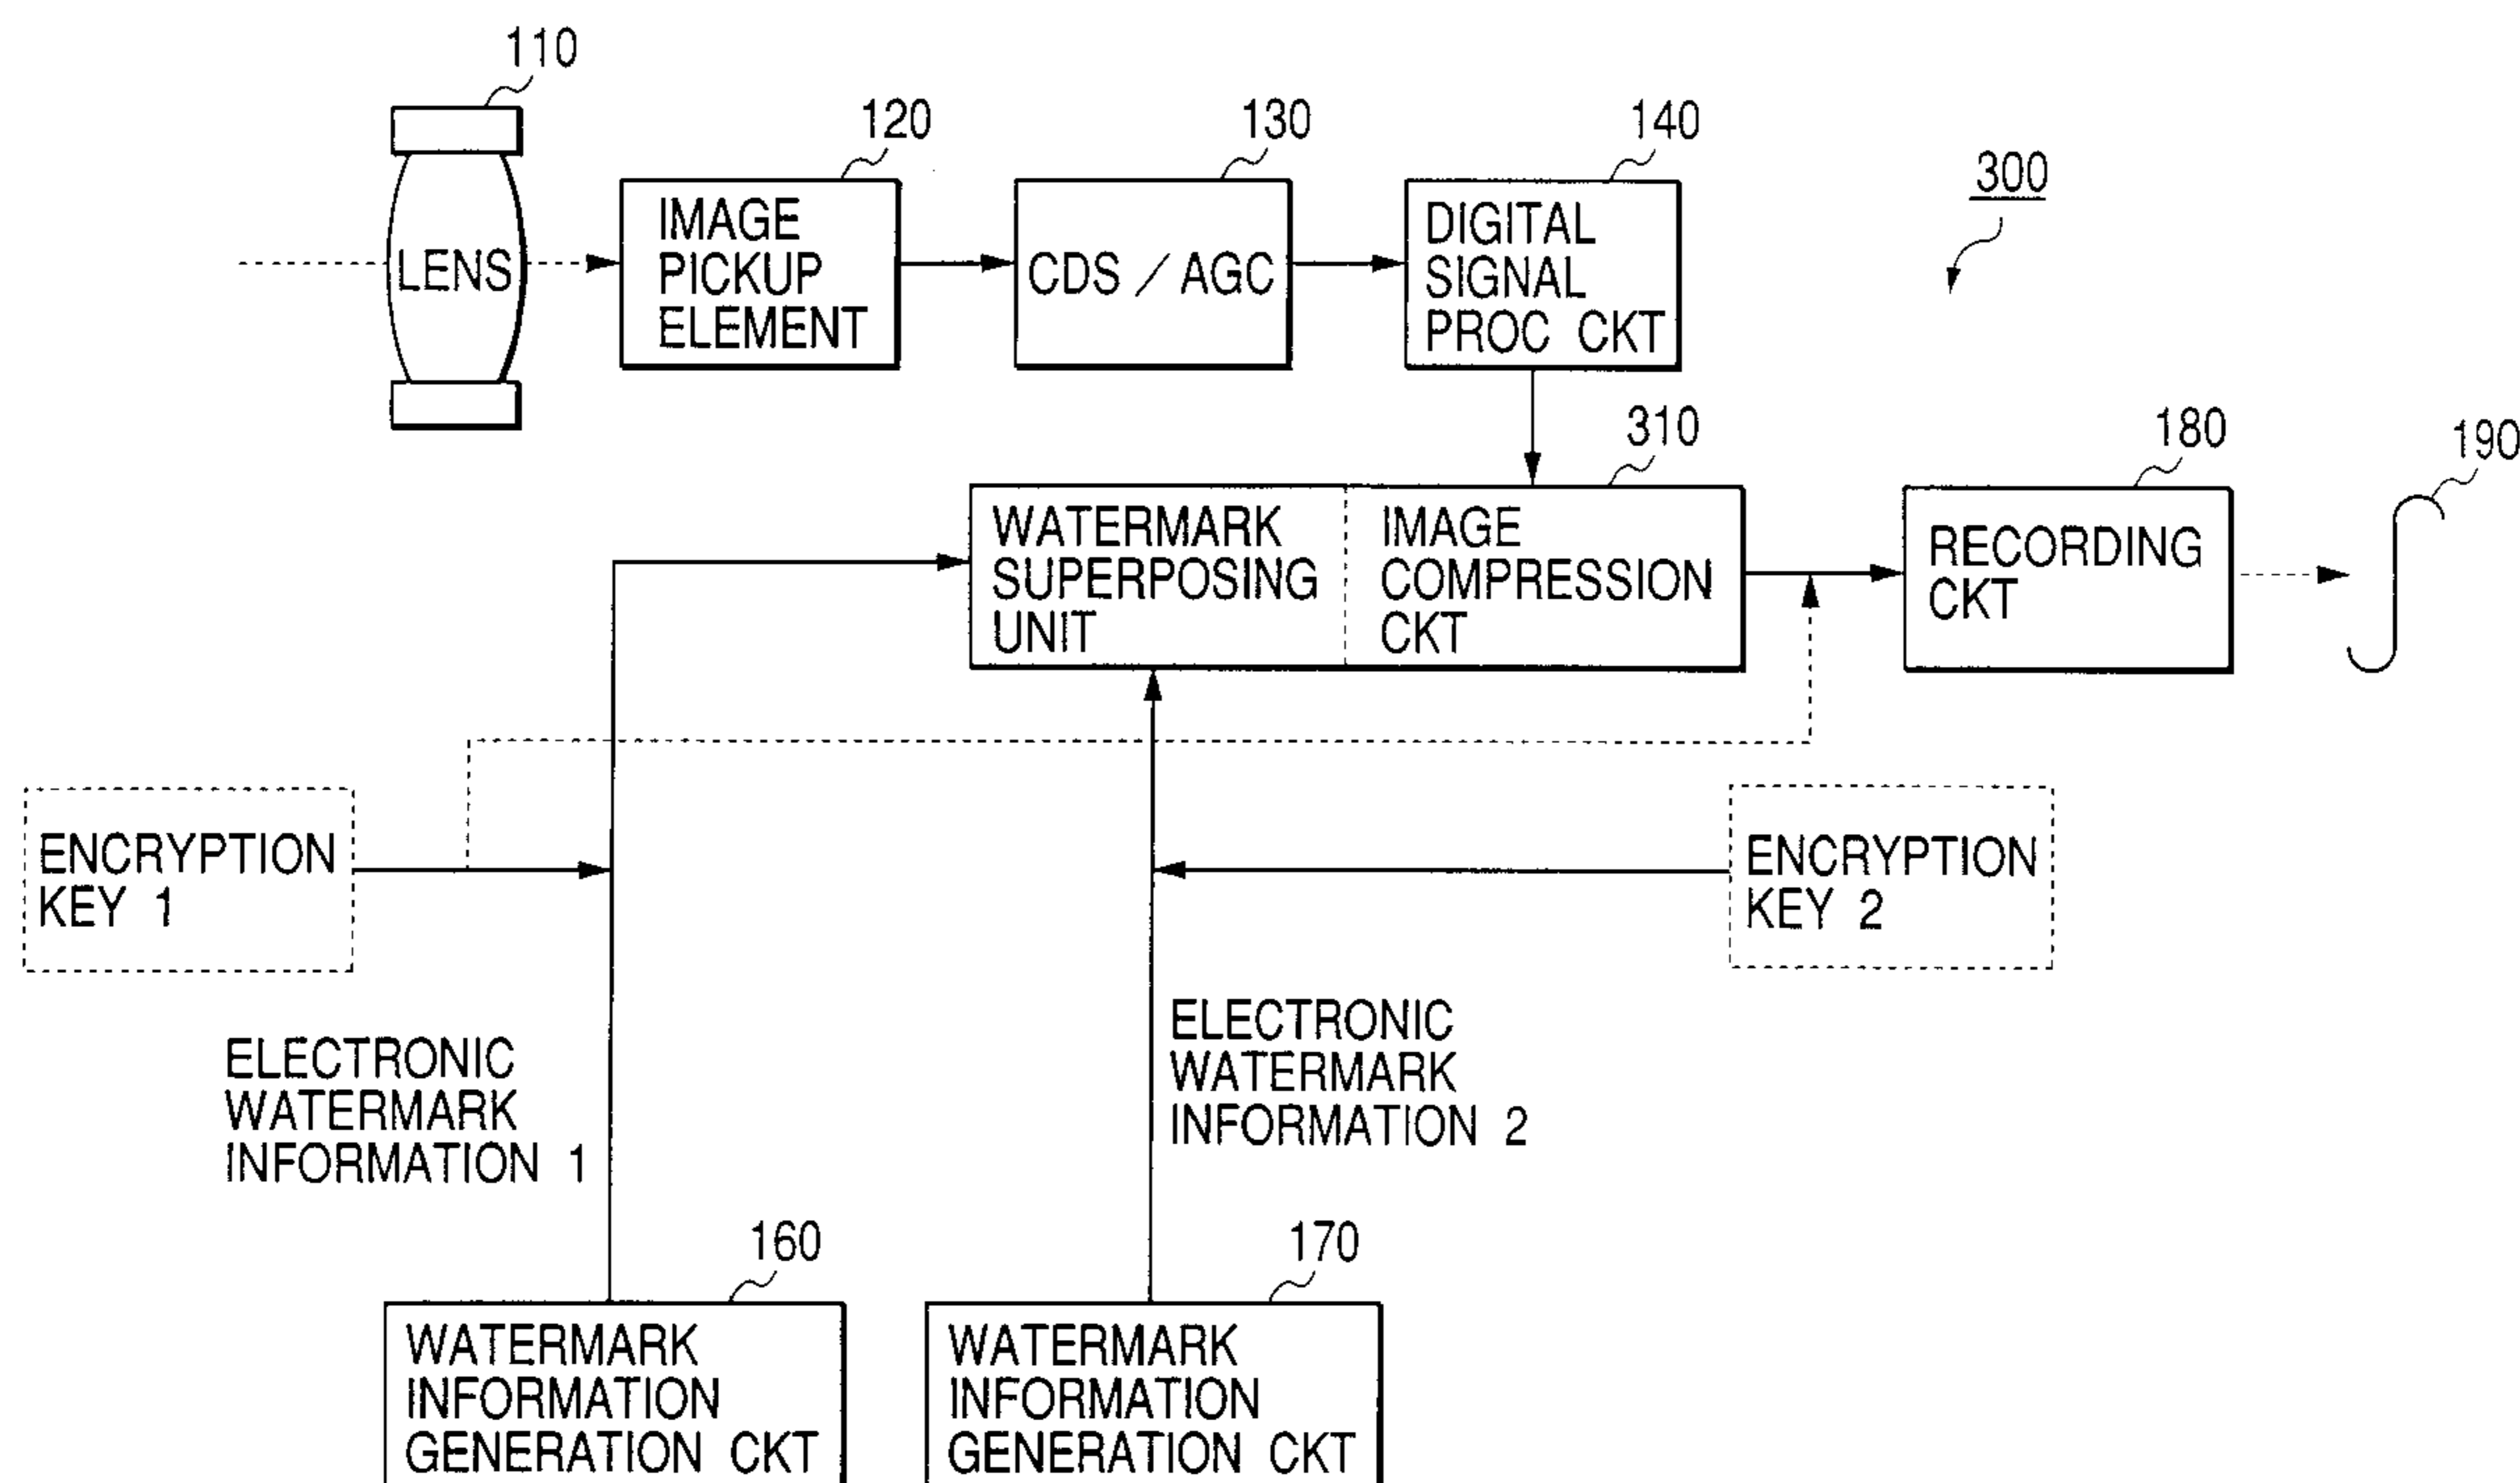 110
120
130
140
300
LENS
IMAGE
PICKUP
ELEMENT
CDS / AGC
DIGITAL
SIGNAL
PROC CKT
310
180
190
WATERMARK
SUPERPOSING
UNIT
IMAGE
COMPRESSION
CKT
RECORDING
CKT
ENCRYPTION
KEY 1
ENCRYPTION
KEY 2
ELECTRONIC
WATERMARK
INFORMATION 1
ELECTRONIC
WATERMARK
INFORMATION 2
160
170
WATERMARK
INFORMATION
GENERATION CKT
WATERMARK
INFORMATION
GENERATION CKT